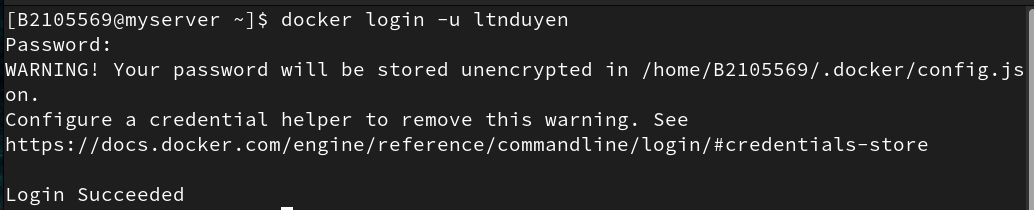 [B2105569@myserver ~]$ docker login -u ltnduyen
Password:
WARNING! Your password will be stored unencrypted in /home/B2105569/.docker/config.js
on.
Configure a credential helper to remove this warning. See
https://docs.docker.com/engine/reference/commandline/login/#credentials-store
Login Succeeded